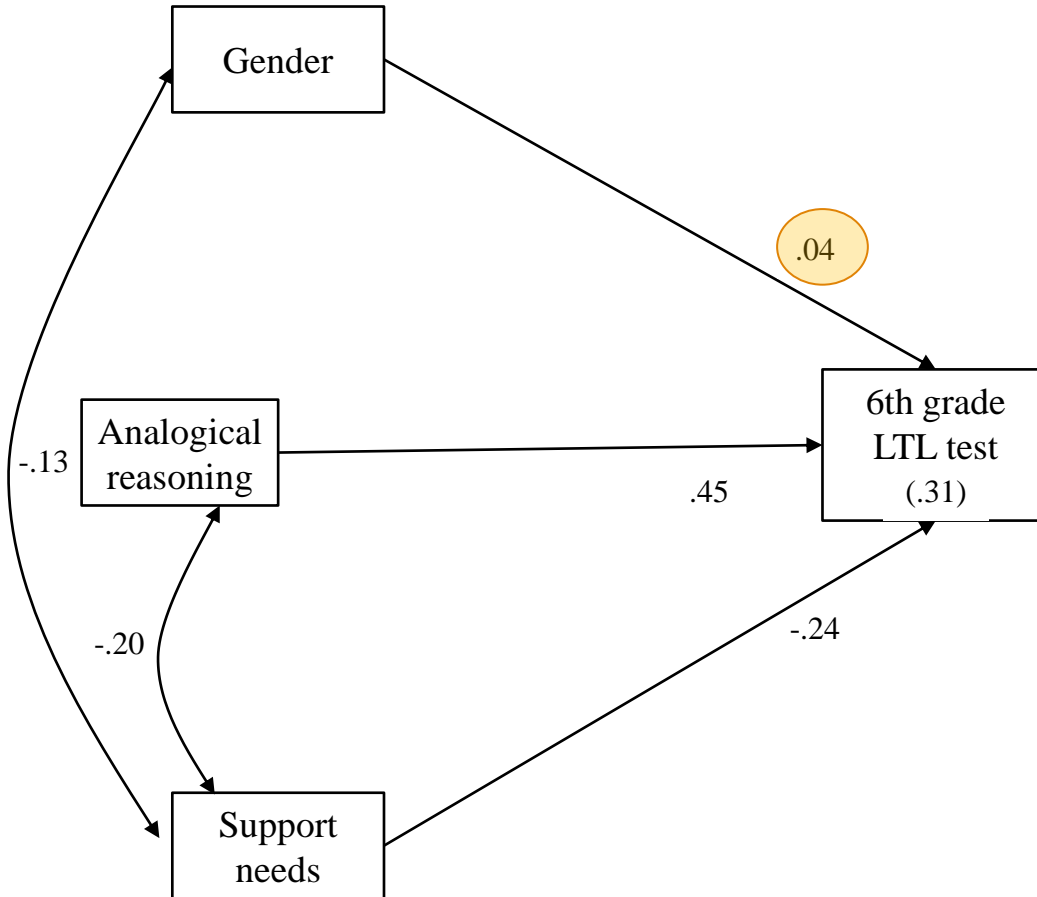 Gender
.04
6th grade
LTL test
(.31)
Analogical
reasoning
-.13
.45
-.20
-.24
Support
needs